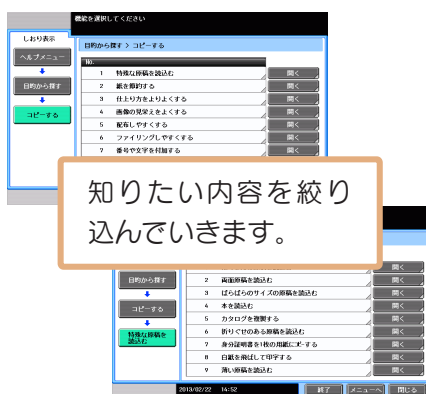 機能を選択してください
しおり表示
目的から探す > コピーする
ヘルプメニュー
No.
1 特殊な原稿を読込む 開く
目的から探す
2 紙を節約する 開く
3 仕上り方をよりよくする 開く
コピーする
4 画像の見栄えをよくする 開く
5 配布しやすくする 開く
6 ファイリングしやすくする 開く
7 番号や文字を付加する 開く
知りたい内容を絞り
込んでいきます。
開く
目的から探す
2 両面原稿を読込む 開く
3 ばらばらのサイズの原稿を読込む 開く
コピーする
4 本を読込む 開く
5 カタログを複製する 開く
特殊な原稿を
読込む
6 折りぐせのある原稿を読込む 開く
7 身分証明書を1枚の用紙にコピーする 開く
8 白紙を飛ばして印字する 開く
9 薄い原稿を読込む 開く
2013/02/22 14:52 終了 メニューへ 閉じる